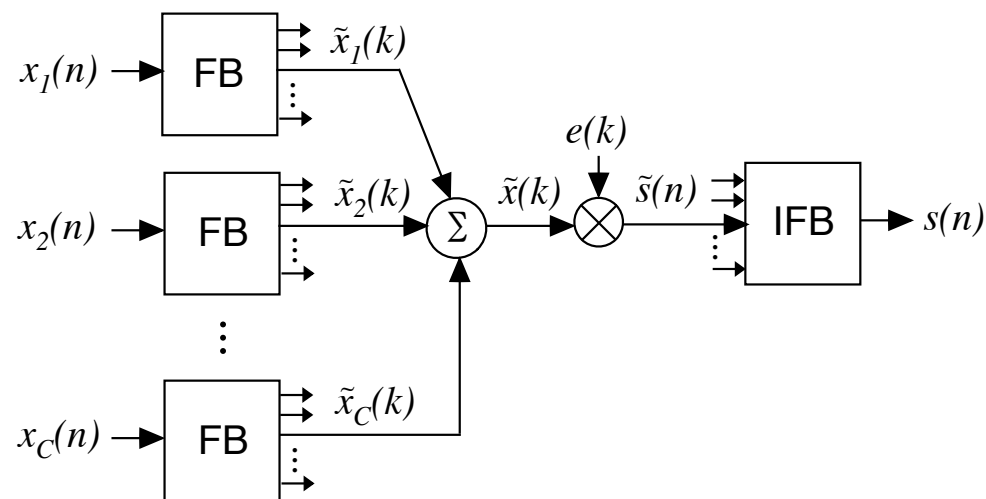 x₁(n) FB x̃₁(k)
e(k)
x₂(n) FB x̃₂(k) Σ x̃(k) s̃(n) IFB s(n)
x_C(n) FB x̃_C(k)